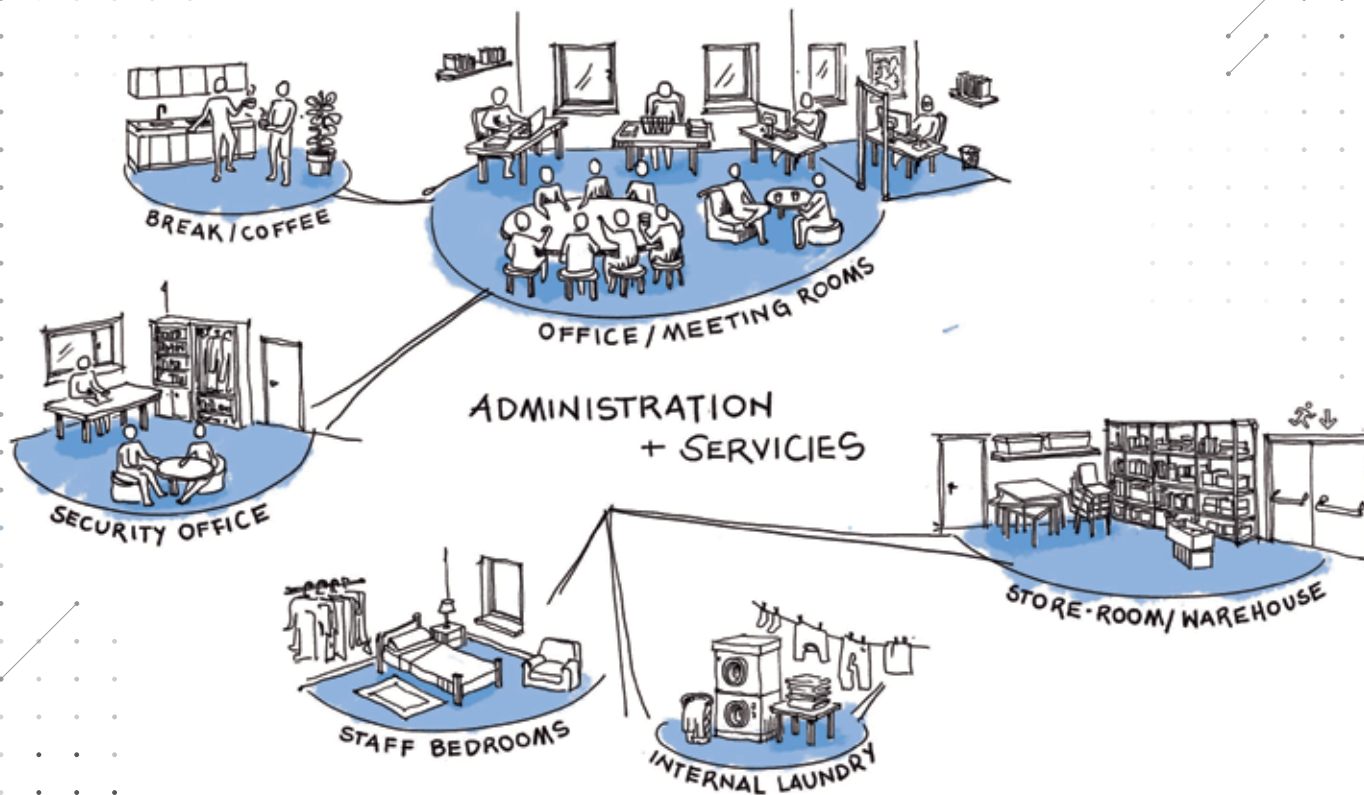 BREAK/COFFEE
OFFICE/MEETING ROOMS
SECURITY OFFICE
ADMINISTRATION
+ SERVICIES
STORE-ROOM/WAREHOUSE
STAFF BEDROOMS
INTERNAL LAUNDRY